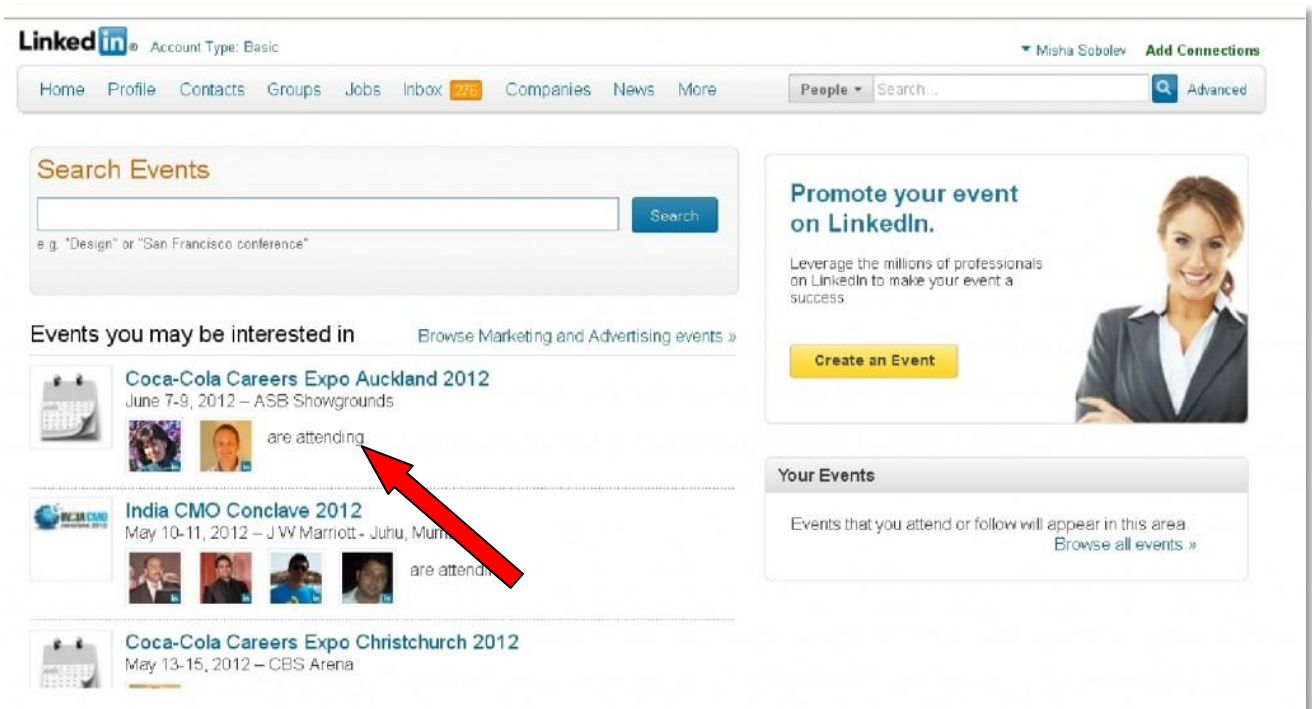 Linked in® Account Type: Basic
Misha Sobolev Add Connections
Home Profile Contacts Groups Jobs Inbox 276 Companies News More
People Search... Advanced
Search Events
Search
e.g. "Design" or "San Francisco conference"
Events you may be interested in Browse Marketing and Advertising events »
Coca-Cola Careers Expo Auckland 2012
June 7-9, 2012 – ASB Showgrounds
are attending
INDIA CMO
India CMO Conclave 2012
May 10-11, 2012 – J W Marriott - Juhu,
are
Coca-Cola Careers Expo Christchurch 2012
May 13-15, 2012 – CBS Arena
Promote your event
on LinkedIn.
Leverage the millions of professionals
on LinkedIn to make your event a
success.
Create an Event
Your Events
Events that you attend or follow will appear in this area.
Browse all events »